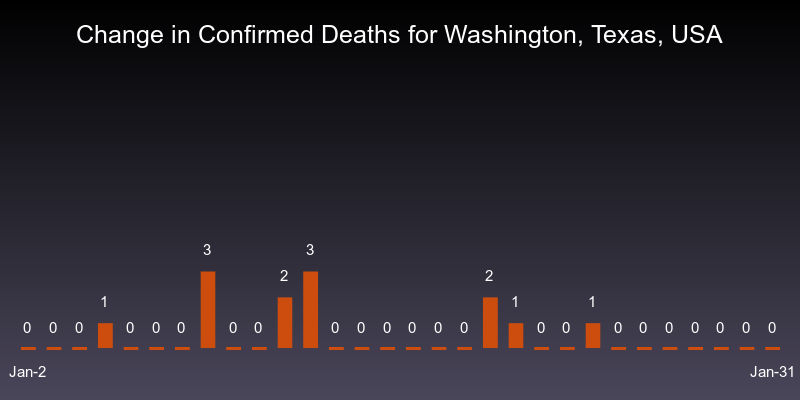 Change in Confirmed Deaths for Washington, Texas, USA
3 3
2 2
1 1 1
0 0 0 0 0 0 0 0 0 0 0 0 0 0 0 0 0 0 0 0 0 0 0
Jan-2 Jan-31